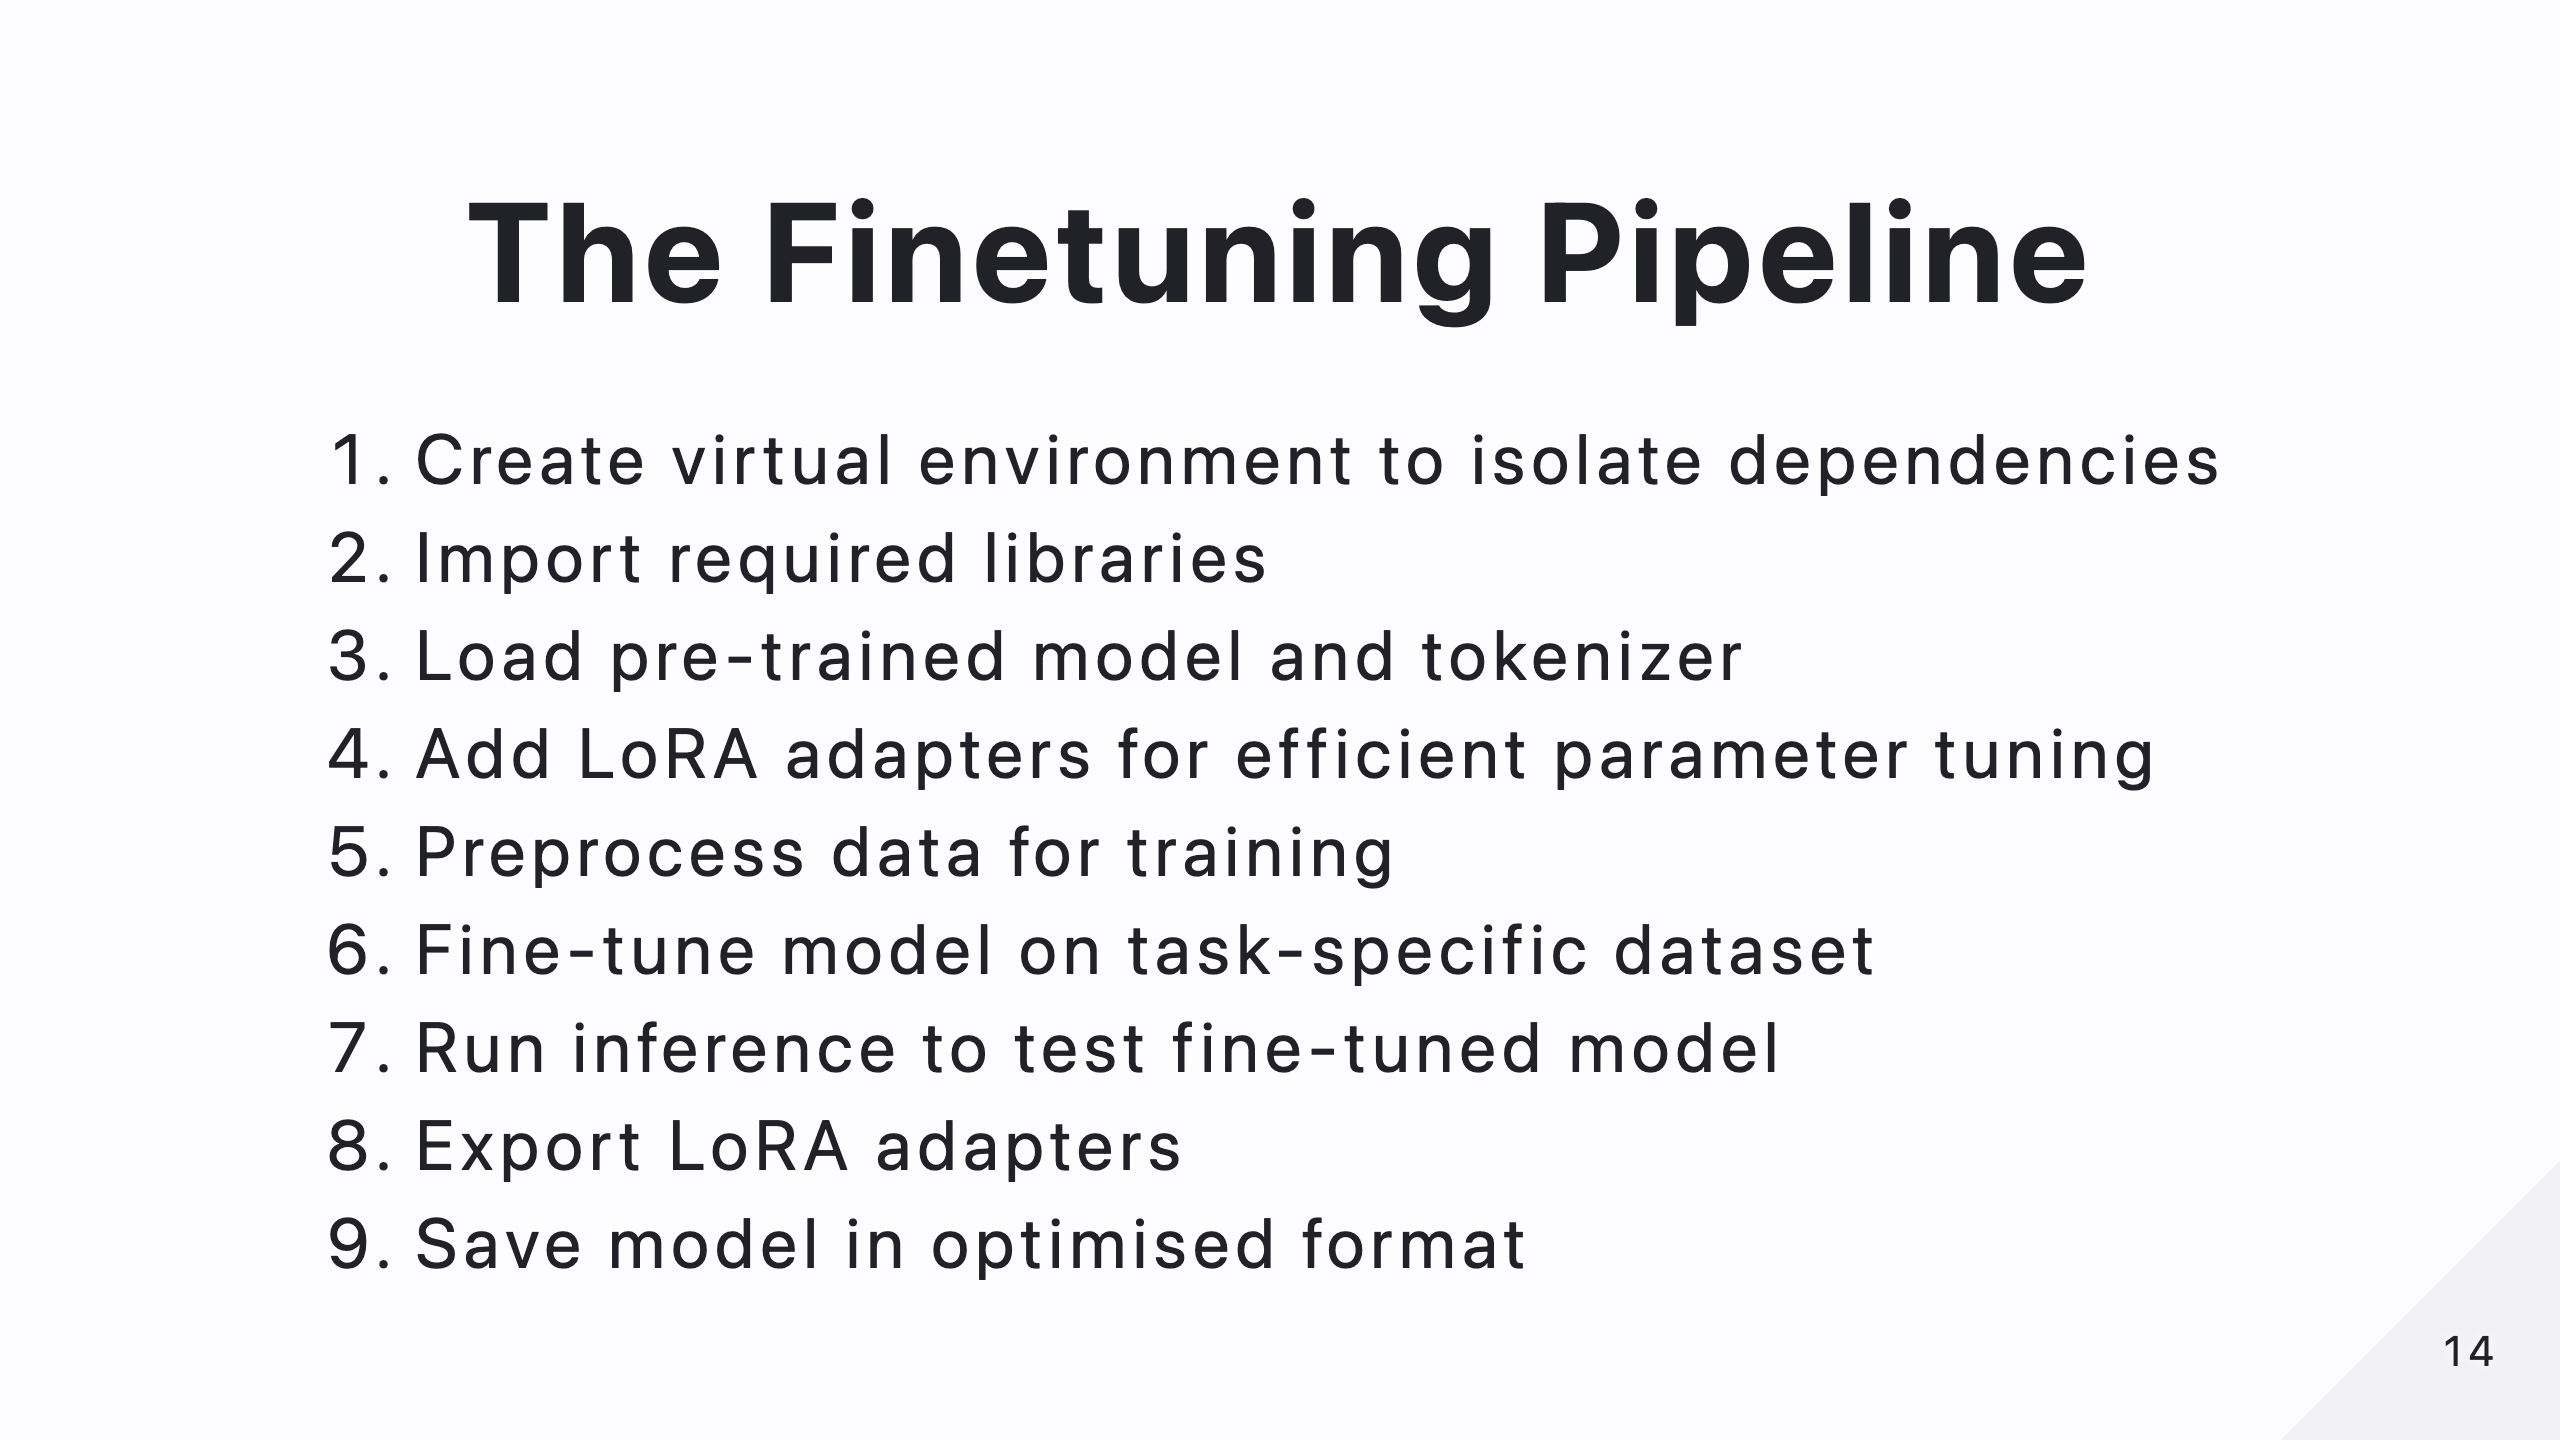 The Finetuning Pipeline
1. Create virtual environment to isolate dependencies
2. Import required libraries
3. Load pre-trained model and tokenizer
4. Add LoRA adapters for efficient parameter tuning
5. Preprocess data for training
6. Fine-tune model on task-specific dataset
7. Run inference to test fine-tuned model
8. Export LoRA adapters
9. Save model in optimised format
14